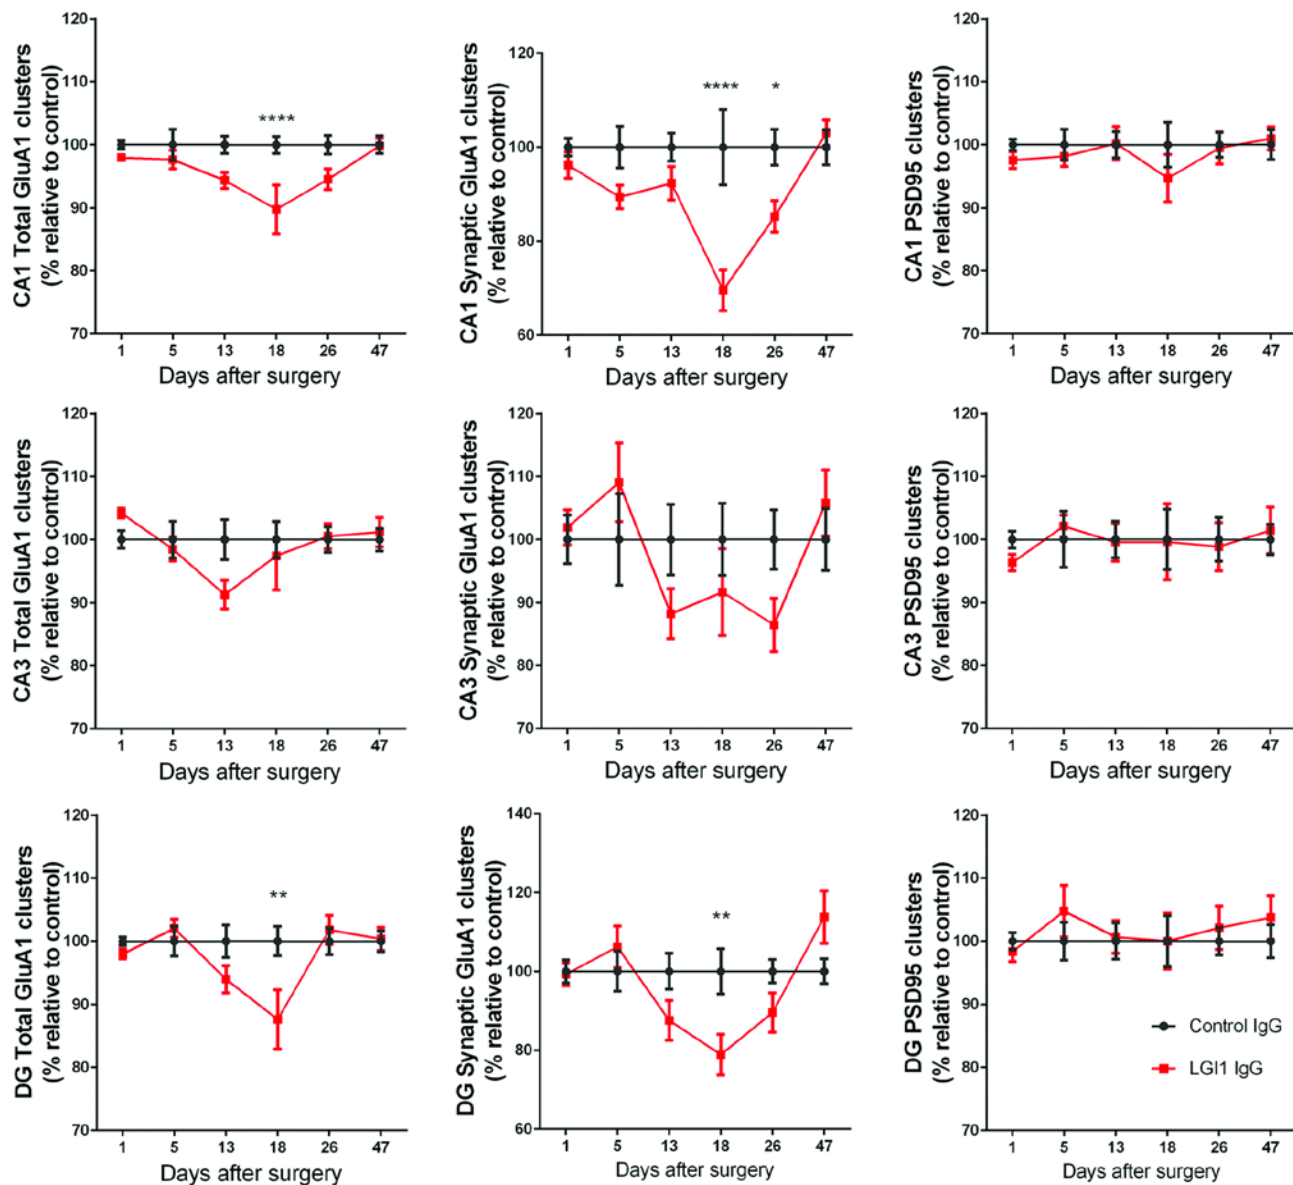 CA1 Total GluA1 clusters
(% relative to control)
120
110
100
90
80
70
****
1 5 13 18 26 47
Days after surgery
CA1 Synaptic GluA1 clusters
(% relative to control)
120
100
80
60
**** *
1 5 13 18 26 47
Days after surgery
CA1 PSD95 clusters
(% relative to control)
120
110
100
90
80
70
1 5 13 18 26 47
Days after surgery
CA3 Total GluA1 clusters
(% relative to control)
120
110
100
90
80
70
1 5 13 18 26 47
Days after surgery
CA3 Synaptic GluA1 clusters
(% relative to control)
120
110
100
90
80
70
1 5 13 18 26 47
Days after surgery
CA3 PSD95 clusters
(% relative to control)
120
110
100
90
80
70
1 5 13 18 26 47
Days after surgery
DG Total GluA1 clusters
(% relative to control)
120
110
100
90
80
70
**
1 5 13 18 26 47
Days after surgery
DG Synaptic GluA1 clusters
(% relative to control)
140
120
100
80
60
**
1 5 13 18 26 47
Days after surgery
DG PSD95 clusters
(% relative to control)
120
110
100
90
80
70
Control IgG
LGI1 IgG
1 5 13 18 26 47
Days after surgery